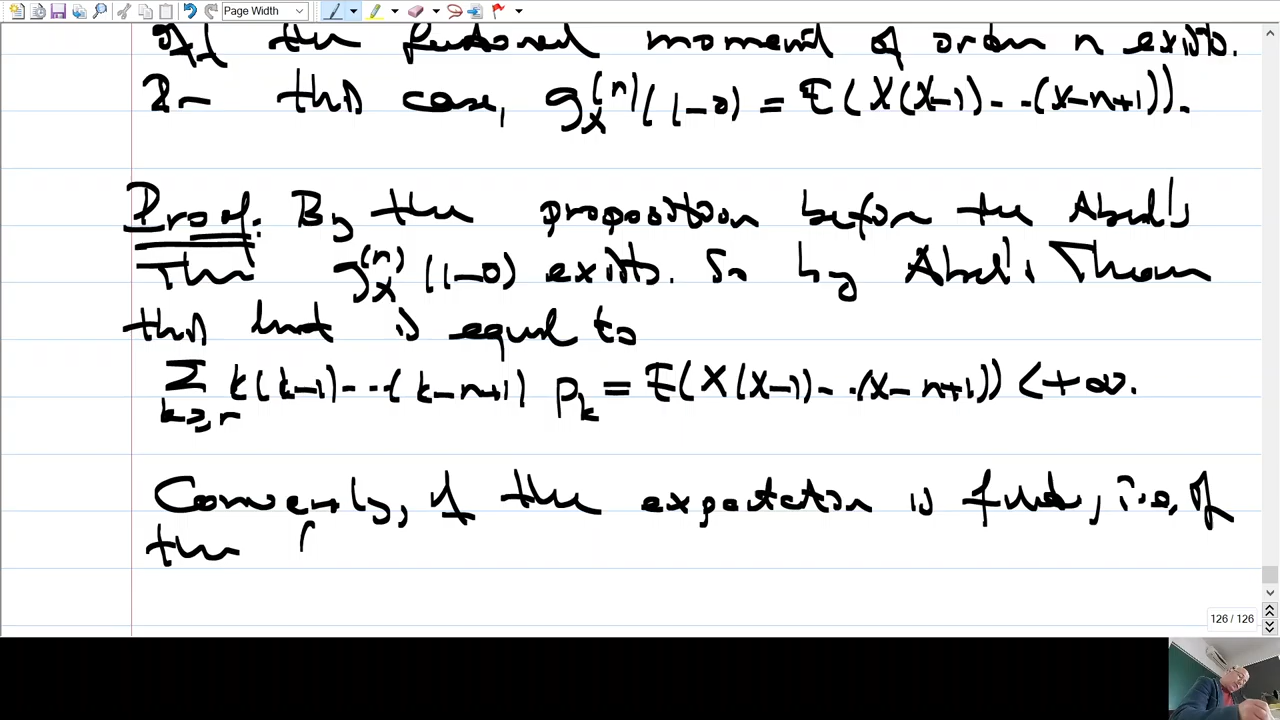 Page Width
iff the factorial moment of order n exists.
In this case, g_X^{(n)}(1-0) = E(X(X-1)-..(X-n+1)).
Proof: By the proposition before the Abel's
Thm g_X^{(n)}(1-0) exists. So by Abel's Theorem
this limit is equal to
∑_{k≥n} k(k-1)-..(k-n+1) p_k = E(X(X-1)-..(X-n+1)) < +∞.
Conversely, if the expectation is finite, i.e, if
the
126 / 126